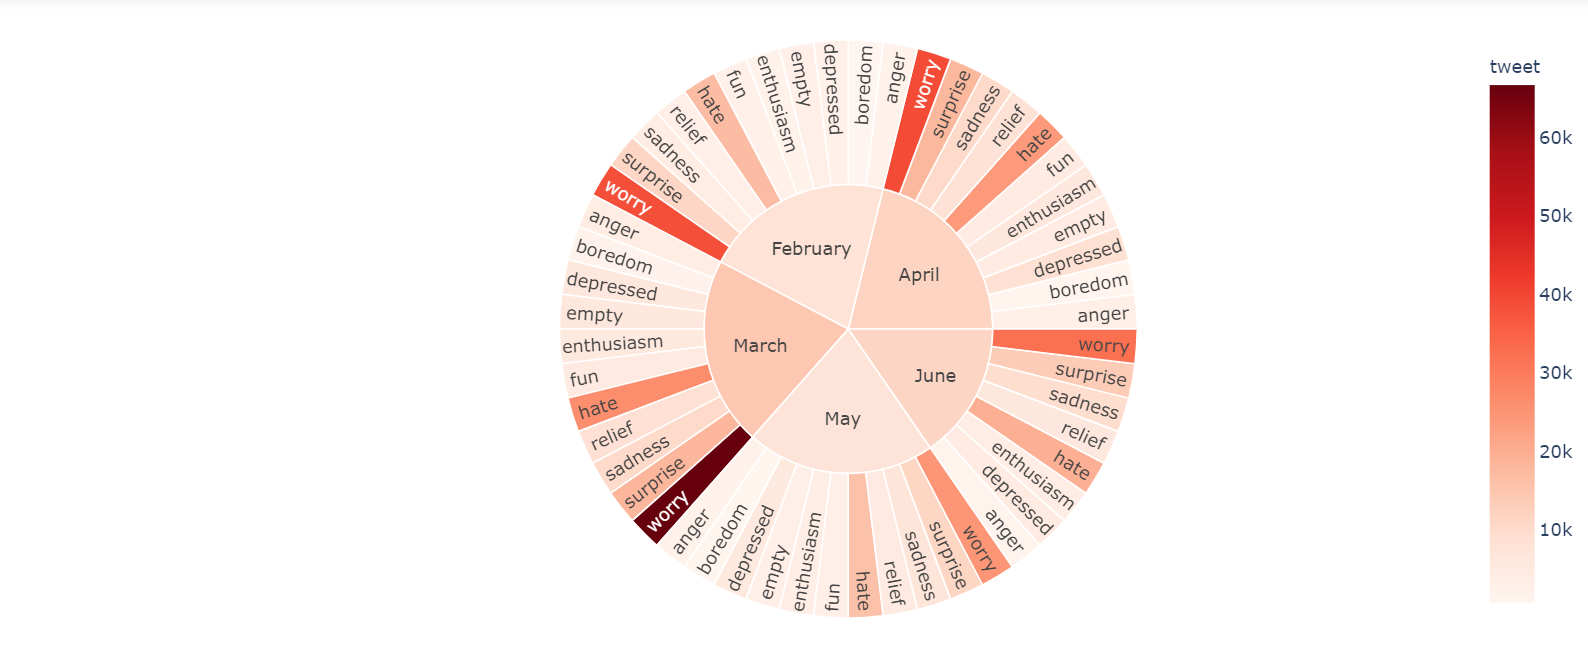 tweet
60k
50k
40k
30k
20k
10k
April
worry
surprise
sadness
relief
hate
fun
enthusiasm
empty
depressed
boredom
anger
June
worry
surprise
sadness
relief
hate
enthusiasm
depressed
anger
May
worry
surprise
sadness
relief
hate
fun
enthusiasm
empty
depressed
boredom
anger
March
worry
surprise
sadness
relief
hate
fun
enthusiasm
empty
depressed
boredom
anger
February
worry
surprise
sadness
relief
hate
fun
enthusiasm
empty
depressed
boredom
anger